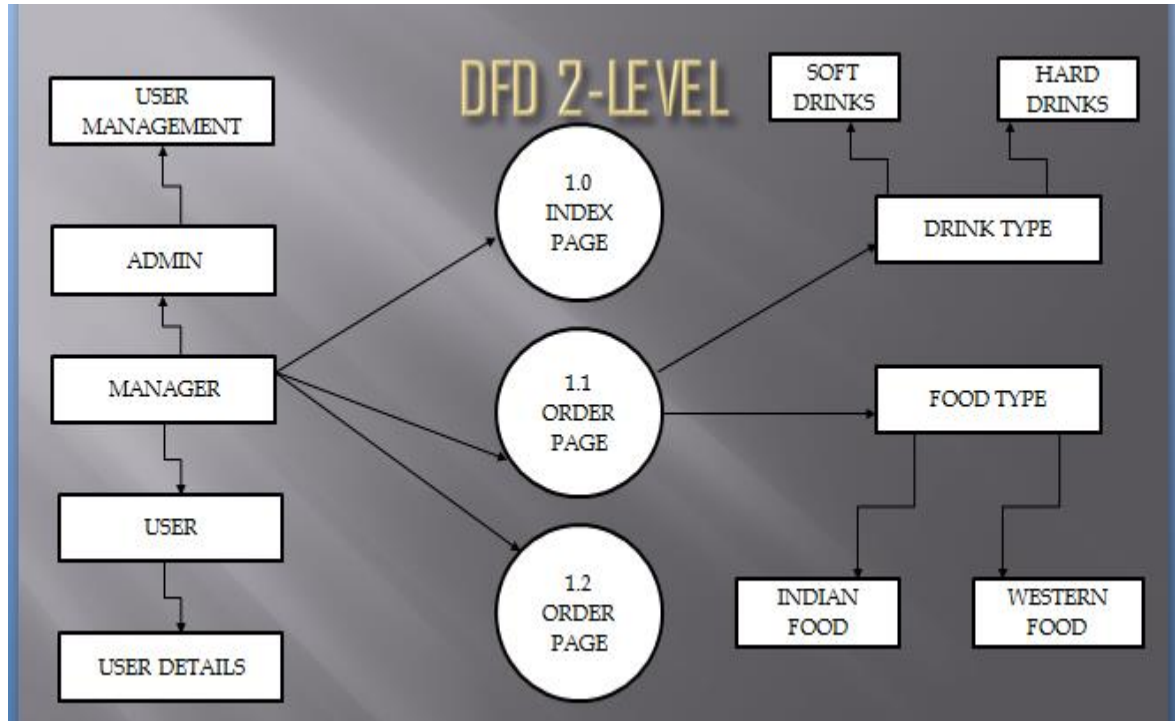 DFD 2-LEVEL
USER
MANAGEMENT
ADMIN
MANAGER
USER
USER DETAILS
1.0
INDEX
PAGE
1.1
ORDER
PAGE
1.2
ORDER
PAGE
SOFT
DRINKS
HARD
DRINKS
DRINK TYPE
FOOD TYPE
INDIAN
FOOD
WESTERN
FOOD